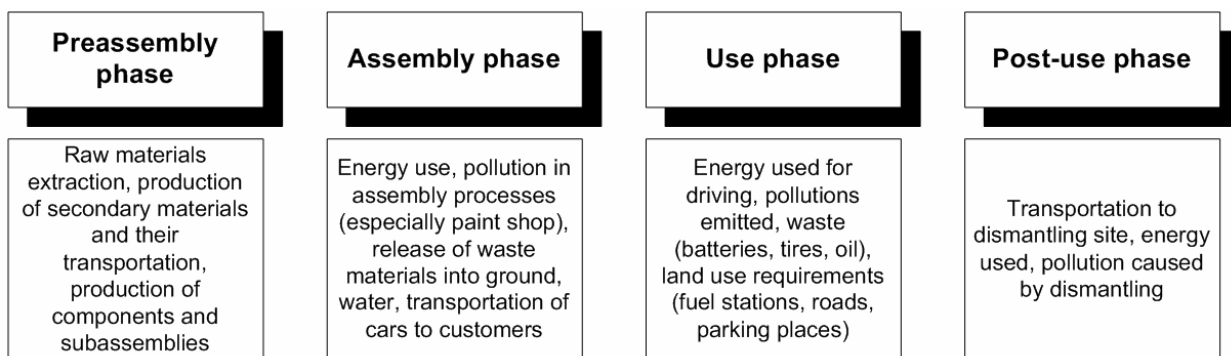 Preassembly
phase
Assembly phase
Use phase
Post-use phase
Raw materials
extraction, production
of secondary materials
and their
transportation,
production of
components and
subassemblies
Energy use, pollution in
assembly processes
(especially paint shop),
release of waste
materials into ground,
water, transportation of
cars to customers
Energy used for
driving, pollutions
emitted, waste
(batteries, tires, oil),
land use requirements
(fuel stations, roads,
parking places)
Transportation to
dismantling site, energy
used, pollution caused
by dismantling